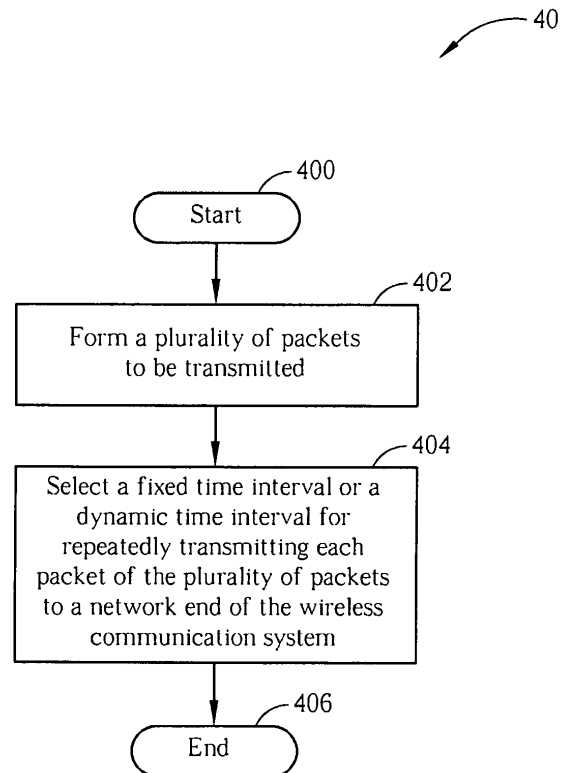 40
400
Start
402
Form a plurality of packets
to be transmitted
404
Select a fixed time interval or a
dynamic time interval for
repeatedly transmitting each
packet of the plurality of packets
to a network end of the wireless
communication system
406
End